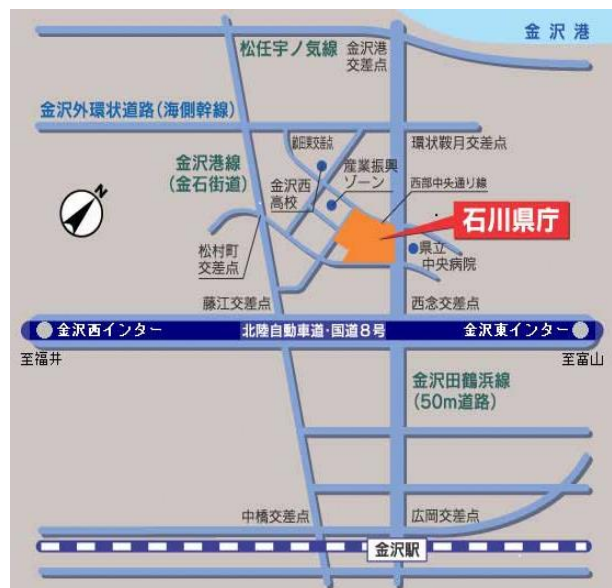 金沢港
松任宇ノ気線
金沢港
交差点
金沢外環状道路(海側幹線)
環状鞍月交差点
金沢港線
(金石街道)
金沢西
高校
産業振興
ゾーン
西部中央通り線
石川県庁
松村町
交差点
県立
中央病院
藤江交差点
西念交差点
金沢西インター
北陸自動車道・国道8号
金沢東インター
至福井
至富山
金沢田鶴浜線
(50m道路)
中橋交差点
広岡交差点
金沢駅
N